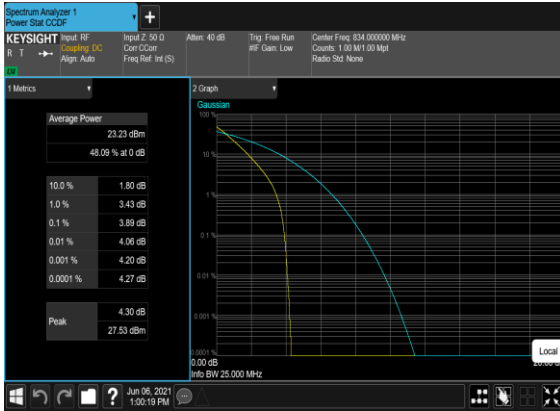 Spectrum Analyzer 1
Power Stat CCDF
+
KEYSIGHT
R T
LXI
Input: RF
Coupling: DC
Align: Auto
Input Z: 50 Ω
Corr CCorr
Freq Ref: Int (S)
Atten: 40 dB
Trig: Free Run
#IF Gain: Low
Center Freq: 834.000000 MHz
Counts: 1.00 M/1.00 Mpt
Radio Std: None
1 Metrics
Average Power
23.23 dBm
48.09 % at 0 dB
10.0 % 1.80 dB
1.0 % 3.43 dB
0.1 % 3.89 dB
0.01 % 4.06 dB
0.001 % 4.20 dB
0.0001 % 4.27 dB
Peak
4.30 dB
27.53 dBm
2 Graph
Gaussian
100 %
10 %
1 %
0.1 %
0.01 %
0.001 %
0.0001 %
0.00 dB
Info BW 25.000 MHz
Local
?
Jun 06, 2021
1:00:19 PM